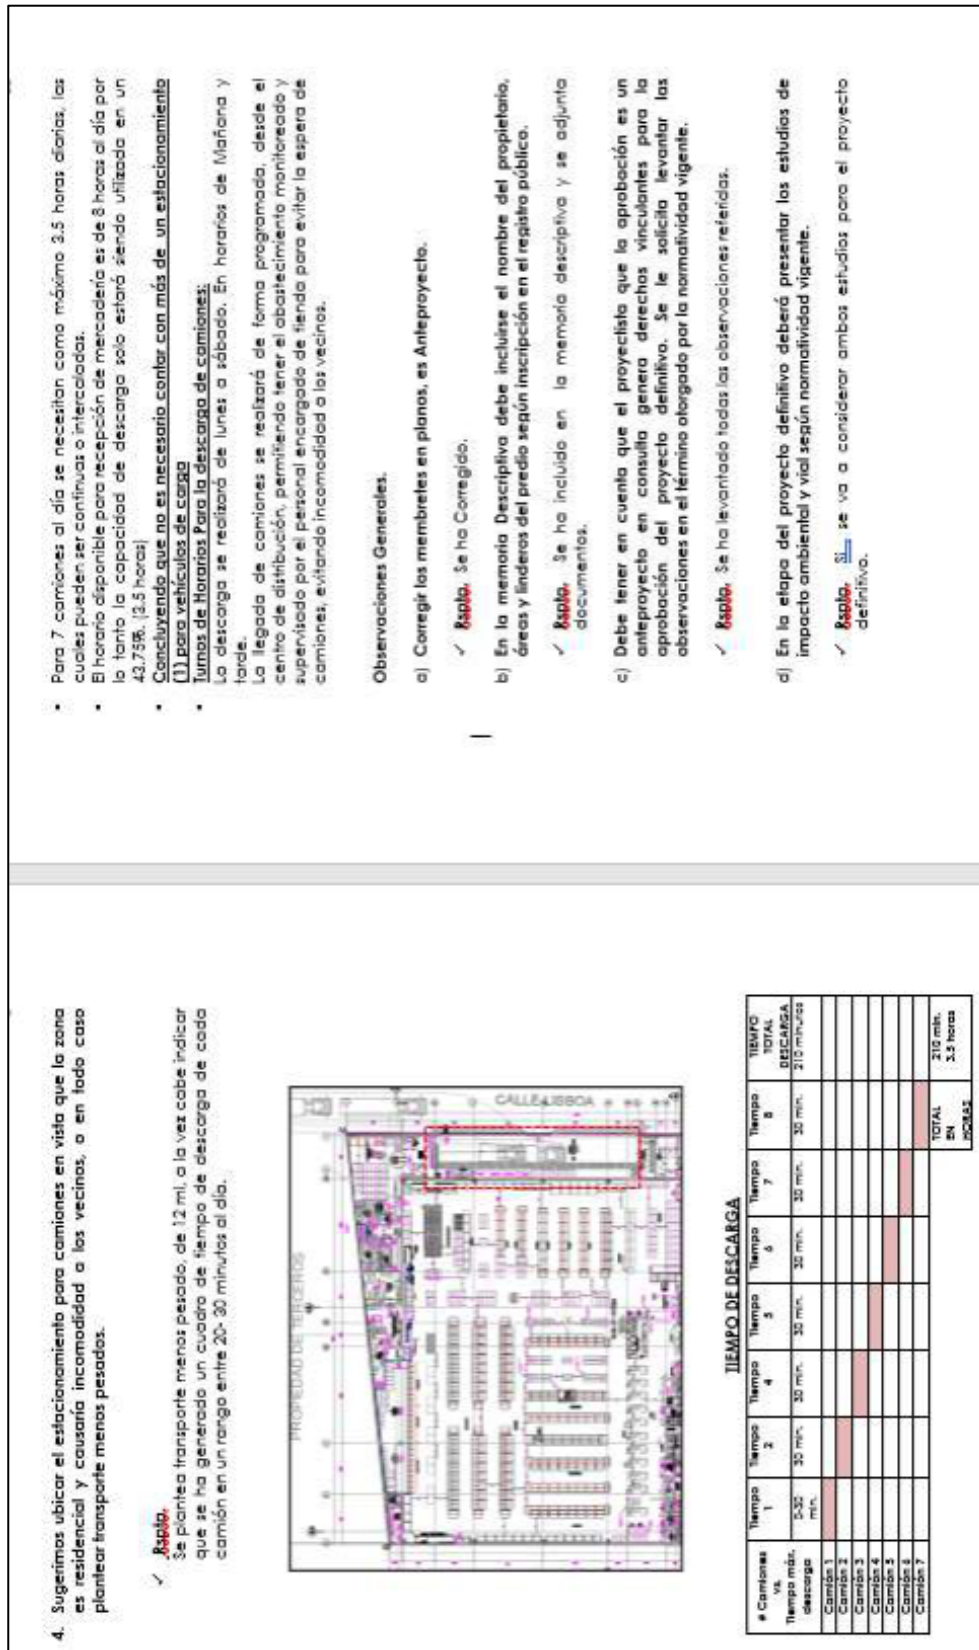 4. Sugerimos ubicar el estacionamiento para camiones en vista que la zona
es residencial y causaría incomodidad a los vecinos, o en todo caso
plantear transporte menos pesados.
✓ Rspta.
Se plantea transporte menos pesado, de 12 ml, a la vez cabe indicar
que se ha generado un cuadro de tiempo de descarga de cada
camión en un rango entre 20- 30 minutos al día.
PROPIEDAD DE TERCEROS
CALLE LISBOA
TIEMPO DE DESCARGA
# Camiones vs. Tiempo máx. descarga | Tiempo 1 | Tiempo 2 | Tiempo 4 | Tiempo 5 | Tiempo 6 | Tiempo 7 | Tiempo 8 | TIEMPO TOTAL DESCARGA
0-30 min. | 30 min. | 30 min. | 30 min. | 30 min. | 30 min. | 30 min. | 210 minutos
Camión 1
Camión 2
Camión 3
Camión 4
Camión 5
Camión 6
Camión 7
TOTAL EN HORAS | 210 min. 3.5 horas
▪ Para 7 camiones al día se necesitan como máximo 3.5 horas diarias, las
cuales pueden ser continuas o intercaladas.
▪ El horario disponible para recepción de mercadería es de 8 horas al día por
lo tanto la capacidad de descarga solo estará siendo utilizada en un
43.75%. (3.5 horas)
▪ Concluyendo que no es necesario contar con más de un estacionamiento
(1) para vehículos de carga
▪ Turnos de Horarios Para la descarga de camiones:
La descarga se realizará de lunes a sábado. En horarios de Mañana y
tarde.
La llegada de camiones se realizará de forma programada, desde el
centro de distribución, permitiendo tener el abastecimiento monitoreado y
supervisado por el personal encargado de tienda para evitar la espera de
camiones, evitando incomodidad a los vecinos.
Observaciones Generales.
a) Corregir los membretes en planos, es Anteproyecto.
✓ Rspta. Se ha Corregido.
b) En la memoria Descriptiva debe incluirse el nombre del propietario,
áreas y linderos del predio según inscripción en el registro público.
✓ Rspta. Se ha incluido en la memoria descriptiva y se adjunta
documentos.
c) Debe tener en cuenta que el proyectista que la aprobación es un
anteproyecto en consulta genera derechos vinculantes para la
aprobación del proyecto definitivo. Se le solicita levantar las
observaciones en el término otorgado por la normatividad vigente.
✓ Rspta. Se ha levantado todas las observaciones referidas.
d) En la etapa del proyecto definitivo deberá presentar los estudios de
impacto ambiental y vial según normatividad vigente.
✓ Rspta. Si se va a considerar ambos estudios para el proyecto
definitivo.